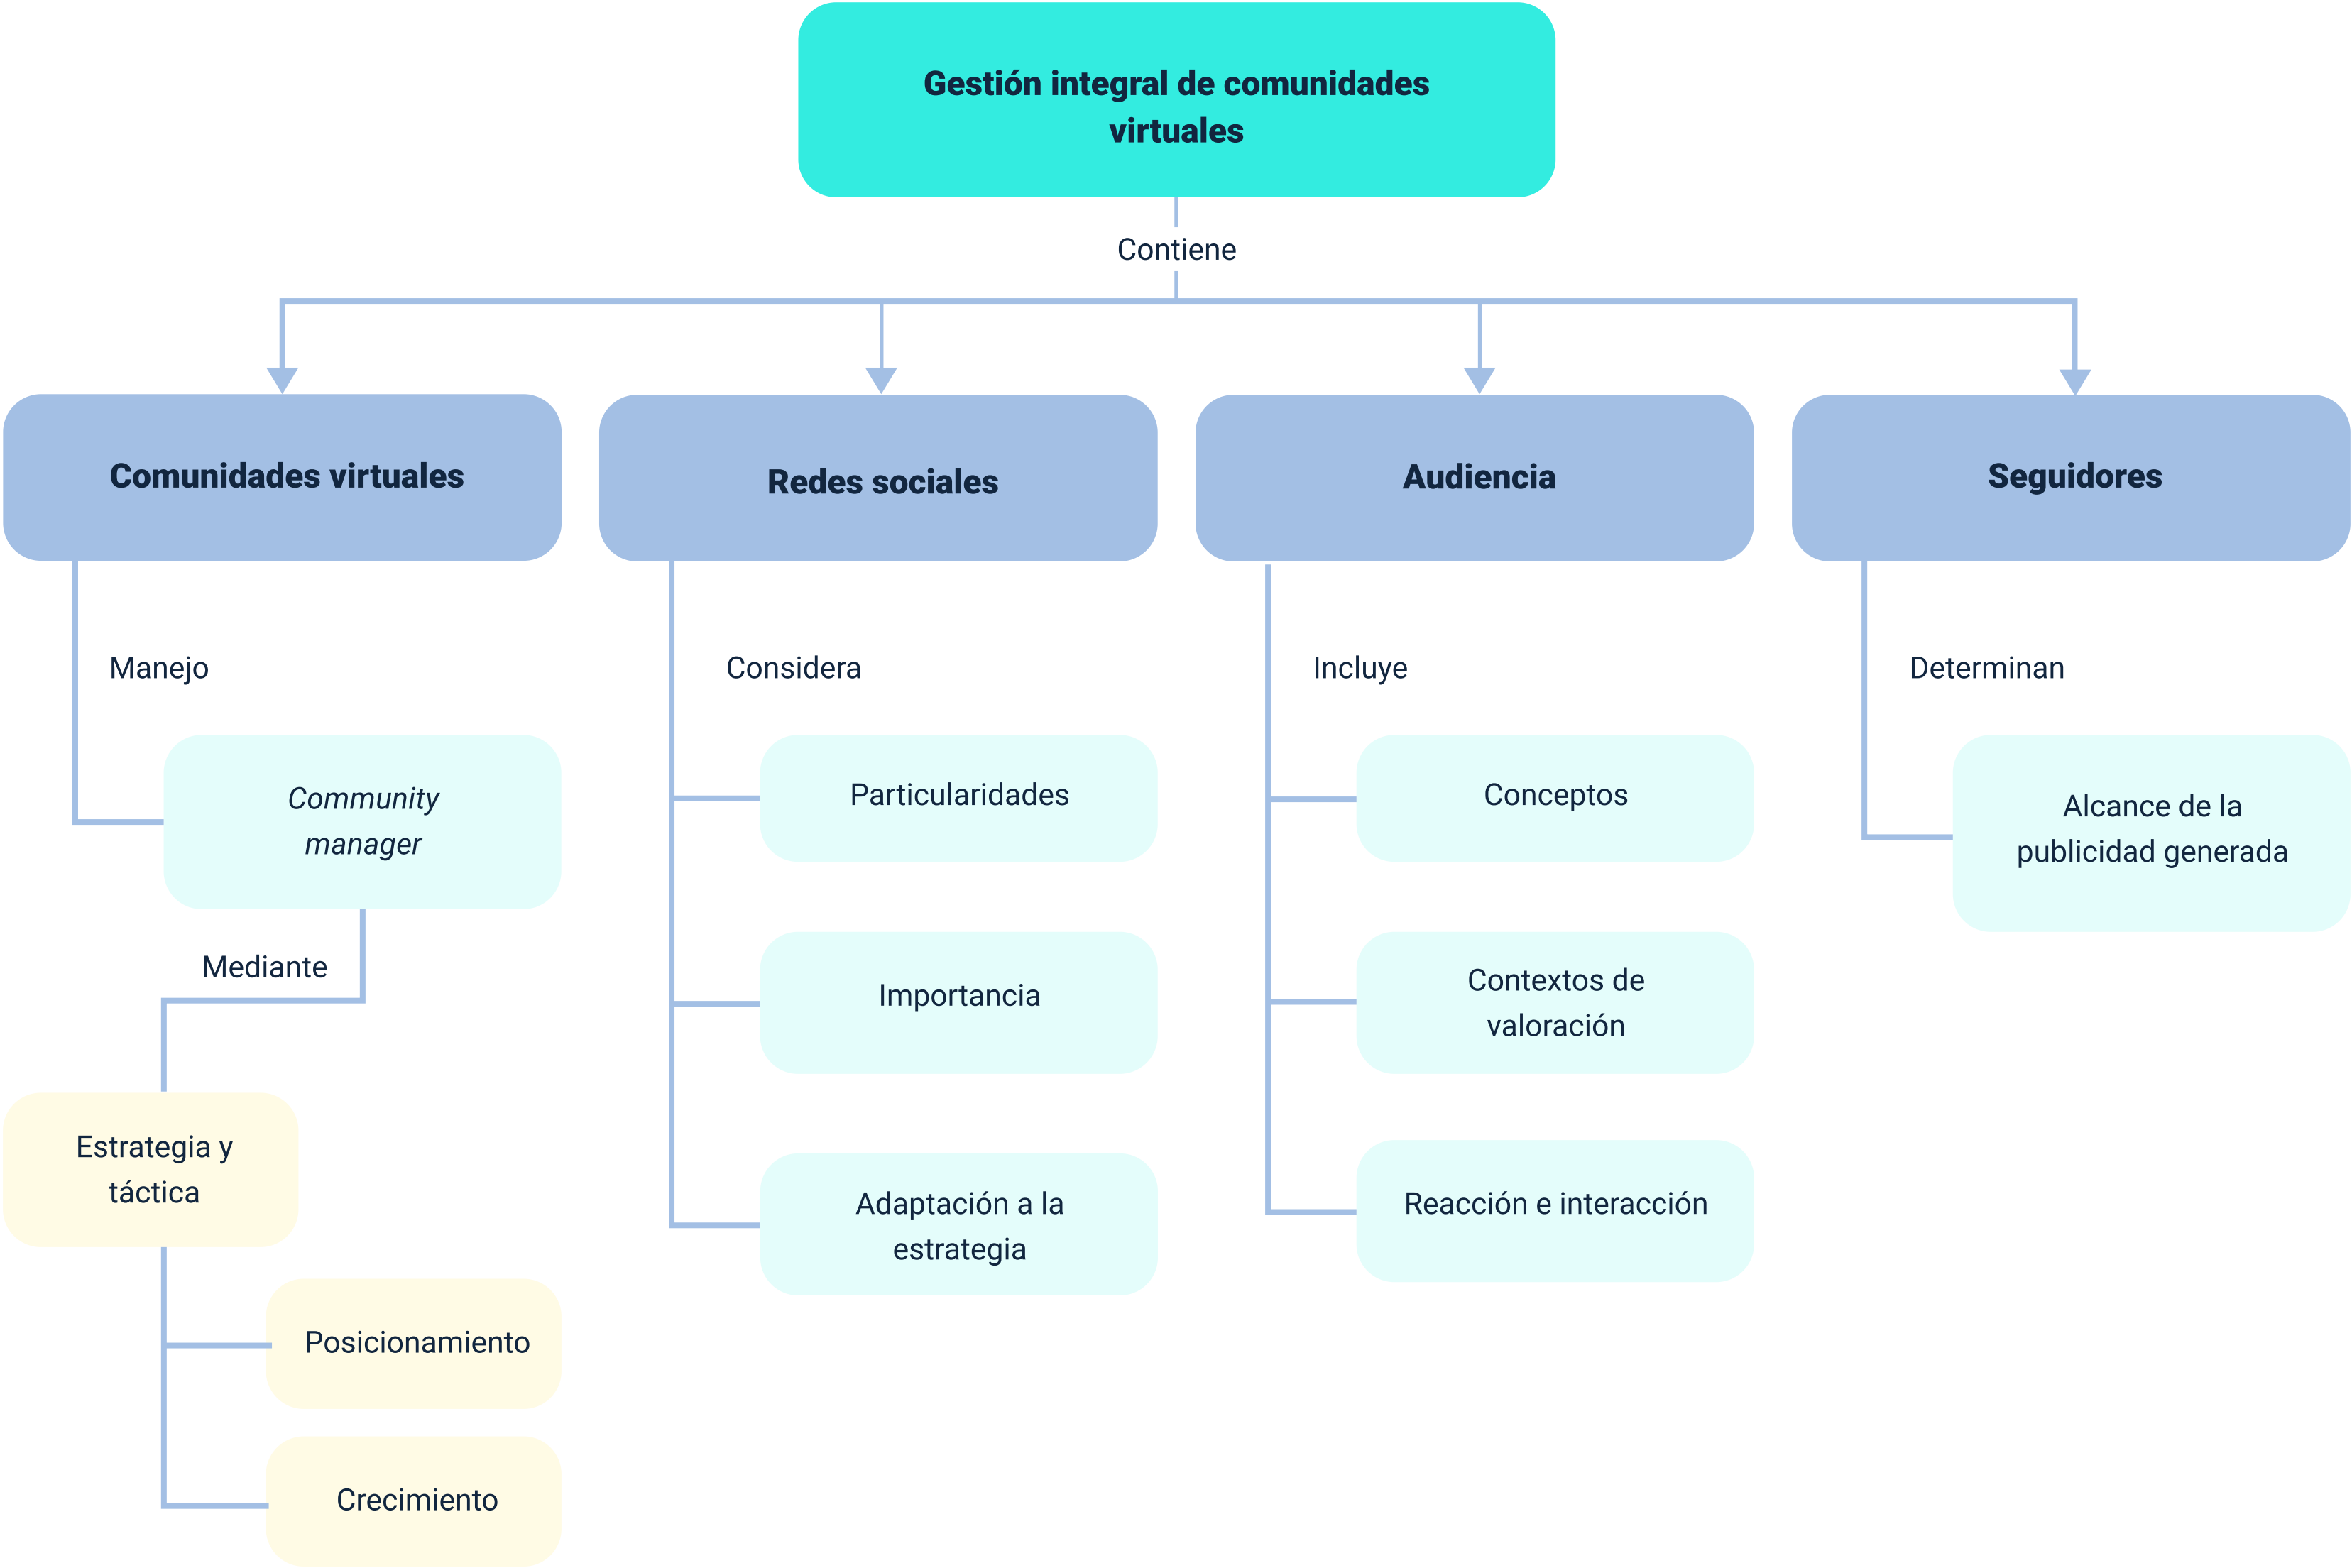 Gestión integral de comunidades
virtuales
Contiene
Comunidades virtuales
Redes sociales
Audiencia
Seguidores
Manejo
Considera
Incluye
Determinan
Community
manager
Mediante
Estrategia y
táctica
Posicionamiento
Crecimiento
Particularidades
Importancia
Adaptación a la
estrategia
Conceptos
Contextos de
valoración
Reacción e interacción
Alcance de la
publicidad generada